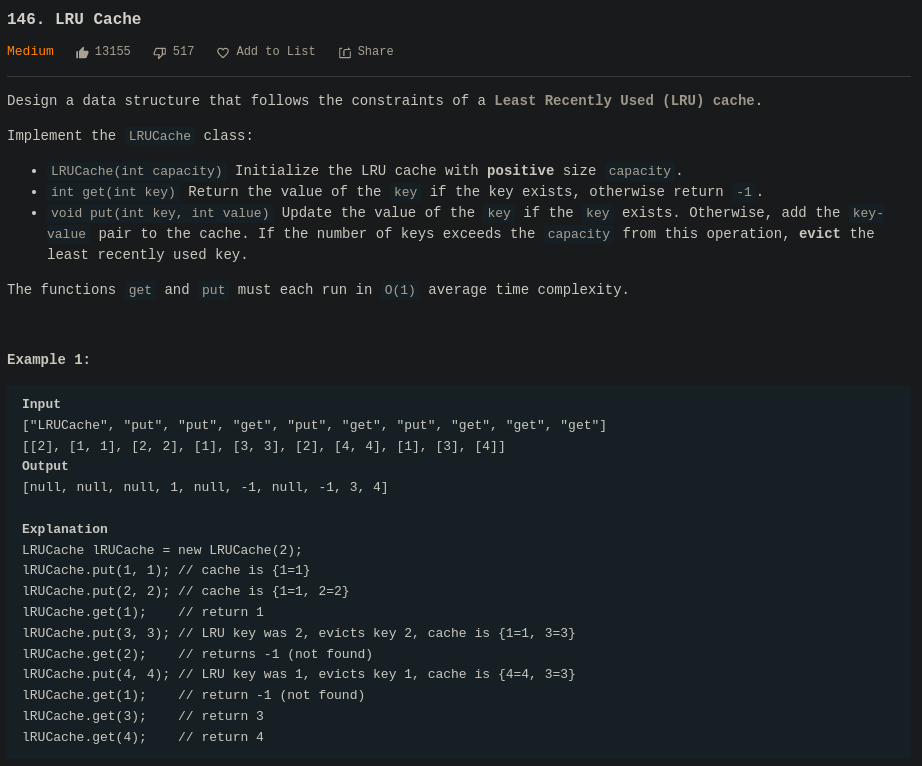 146. LRU Cache
Medium 13155 517 Add to List Share
Design a data structure that follows the constraints of a Least Recently Used (LRU) cache.
Implement the LRUCache class:
• LRUCache(int capacity) Initialize the LRU cache with positive size capacity.
• int get(int key) Return the value of the key if the key exists, otherwise return -1.
• void put(int key, int value) Update the value of the key if the key exists. Otherwise, add the key-
value pair to the cache. If the number of keys exceeds the capacity from this operation, evict the
least recently used key.
The functions get and put must each run in O(1) average time complexity.
Example 1:
Input
["LRUCache", "put", "put", "get", "put", "get", "put", "get", "get", "get"]
[[2], [1, 1], [2, 2], [1], [3, 3], [2], [4, 4], [1], [3], [4]]
Output
[null, null, null, 1, null, -1, null, -1, 3, 4]
Explanation
LRUCache lRUCache = new LRUCache(2);
lRUCache.put(1, 1); // cache is {1=1}
lRUCache.put(2, 2); // cache is {1=1, 2=2}
lRUCache.get(1);    // return 1
lRUCache.put(3, 3); // LRU key was 2, evicts key 2, cache is {1=1, 3=3}
lRUCache.get(2);    // returns -1 (not found)
lRUCache.put(4, 4); // LRU key was 1, evicts key 1, cache is {4=4, 3=3}
lRUCache.get(1);    // return -1 (not found)
lRUCache.get(3);    // return 3
lRUCache.get(4);    // return 4